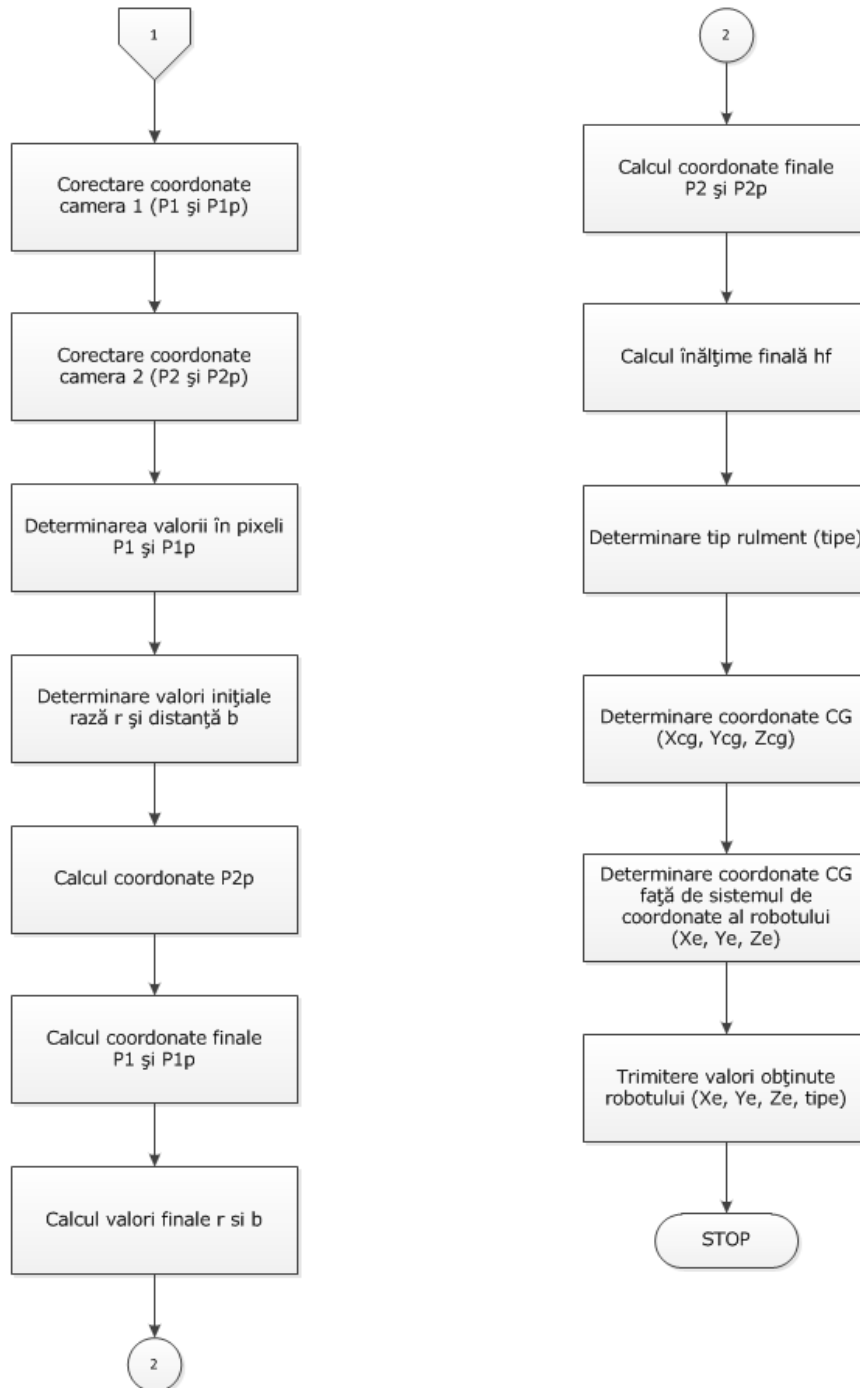 1
Corectare coordonate
camera 1 (P1 şi P1p)
Corectare coordonate
camera 2 (P2 şi P2p)
Determinarea valorii în pixeli
P1 şi P1p
Determinare valori iniţiale
rază r şi distanţă b
Calcul coordonate P2p
Calcul coordonate finale
P1 şi P1p
Calcul valori finale r si b
2
2
Calcul coordonate finale
P2 şi P2p
Calcul înălţime finală hf
Determinare tip rulment (tipe)
Determinare coordonate CG
(Xcg, Ycg, Zcg)
Determinare coordonate CG
faţă de sistemul de
coordonate al robotului
(Xe, Ye, Ze)
Trimitere valori obţinute
robotului (Xe, Ye, Ze, tipe)
STOP